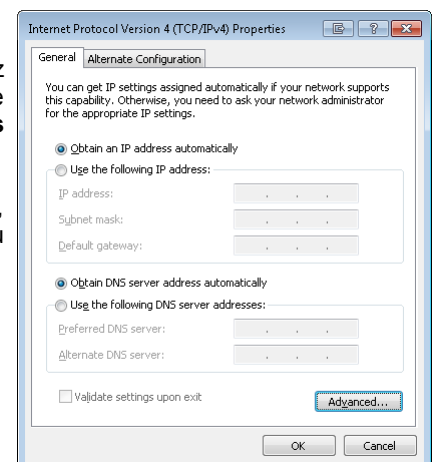 Internet Protocol Version 4 (TCP/IPv4) Properties
General
Alternate Configuration
You can get IP settings assigned automatically if your network supports
this capability. Otherwise, you need to ask your network administrator
for the appropriate IP settings.
Obtain an IP address automatically
Use the following IP address:
IP address:
Subnet mask:
Default gateway:
Obtain DNS server address automatically
Use the following DNS server addresses:
Preferred DNS server:
Alternate DNS server:
Validate settings upon exit
Advanced...
OK
Cancel